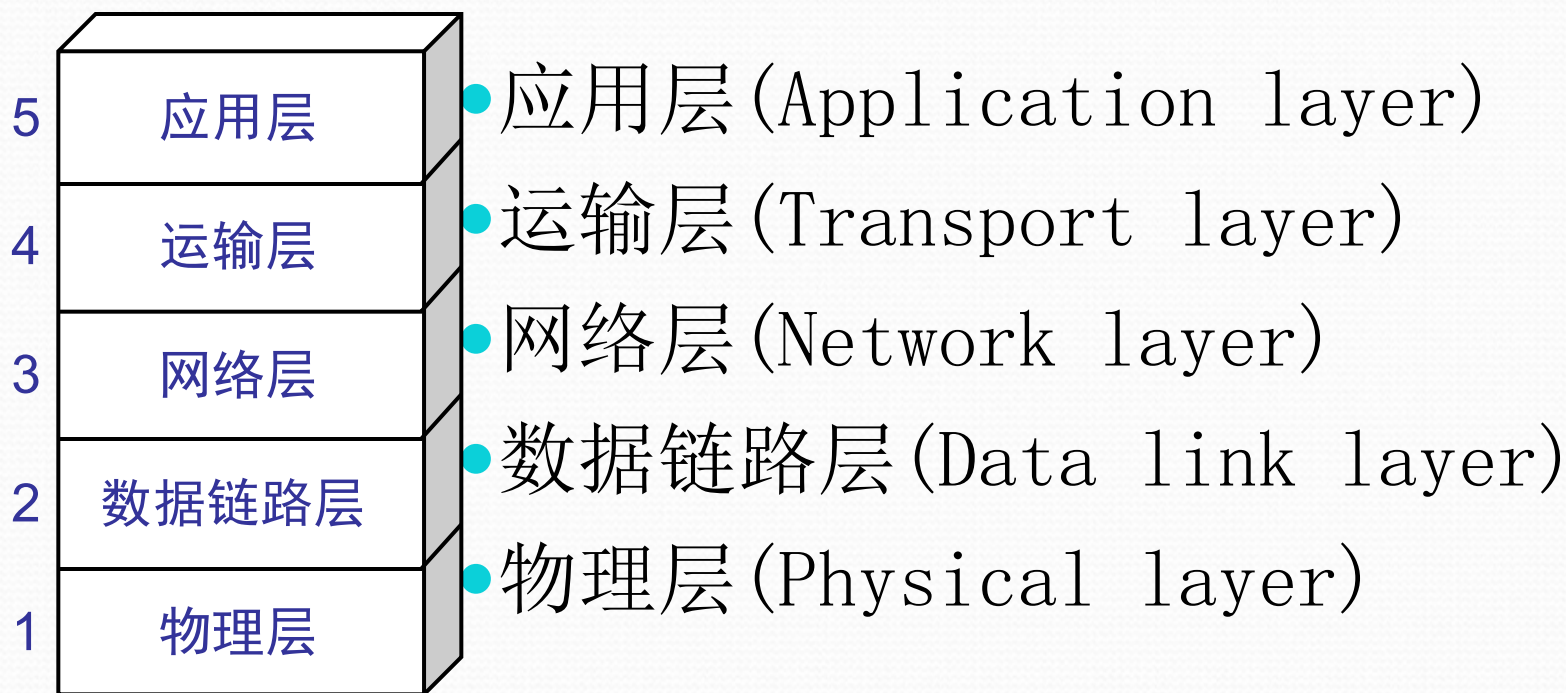 5 应用层
4 运输层
3 网络层
2 数据链路层
1 物理层
•应用层(Application layer)
•运输层(Transport layer)
•网络层(Network layer)
•数据链路层(Data link layer)
•物理层(Physical layer)